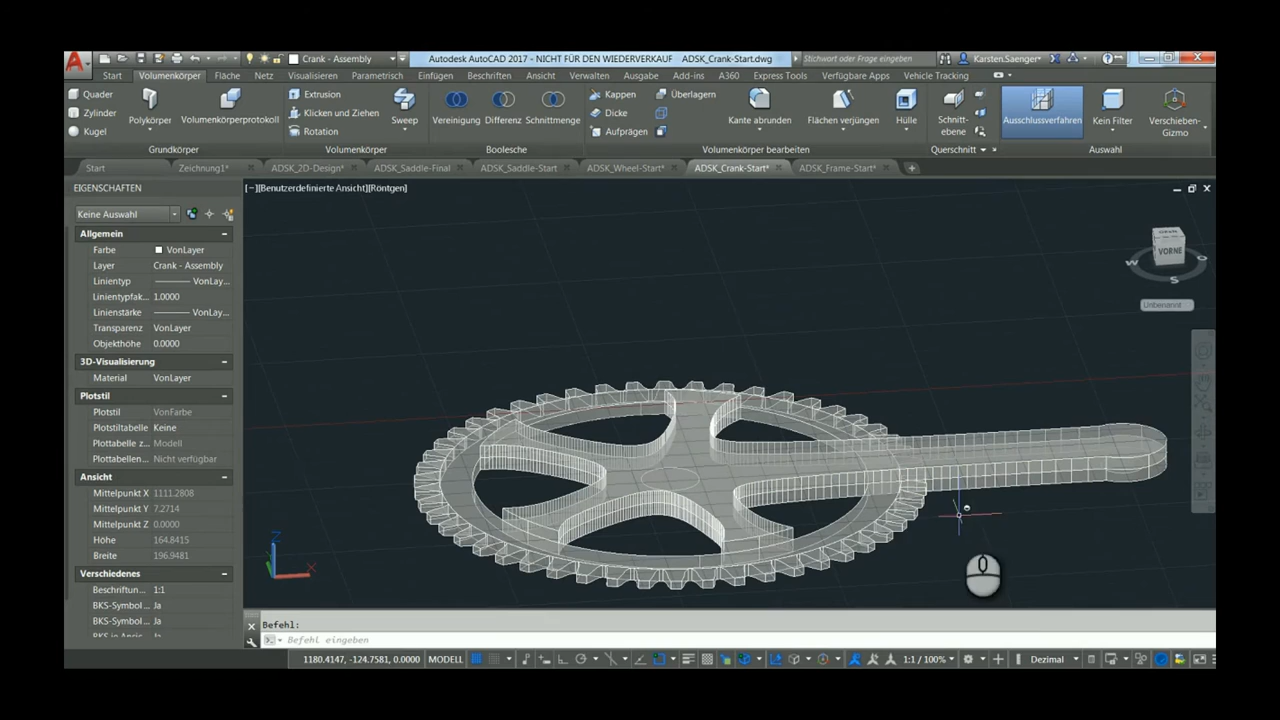 Crank - Assembly
Autodesk AutoCAD 2017 - NICHT FÜR DEN WIEDERVERKAUF ADSK_Crank-Start.dwg
Stichwort oder Frage eingeben
Karsten.Saenger
Start Volumenkörper Fläche Netz Visualisieren Parametrisch Einfügen Beschriften Ansicht Verwalten Ausgabe Add-ins A360 Express Tools Verfügbare Apps Vehicle Tracking
Quader
Zylinder
Kugel
Polykörper
Volumenkörperprotokoll
Extrusion
Klicken und Ziehen
Rotation
Sweep
Vereinigung
Differenz
Schnittmenge
Kappen
Dicke
Aufprägen
Überlagern
Kante abrunden
Flächen verjüngen
Hülle
Schnitt-
ebene
Ausschlussverfahren
Kein Filter
Verschieben-
Gizmo
Grundkörper
Volumenkörper
Boolesche
Volumenkörper bearbeiten
Querschnitt
Auswahl
Start Zeichnung1* ADSK_2D-Design* ADSK_Saddle-Final ADSK_Saddle-Start ADSK_Wheel-Start* ADSK_Crank-Start* ADSK_Frame-Start*
EIGENSCHAFTEN
[−][Benutzerdefinierte Ansicht][Röntgen]
Keine Auswahl
Allgemein
Farbe VonLayer
Layer Crank - Assembly
Linientyp VonLay...
Linientypfak... 1.0000
Linienstärke VonLay...
Transparenz VonLayer
Objekthöhe 0.0000
3D-Visualisierung
Material VonLayer
Plotstil
Plotstil VonFarbe
Plotstiltabelle Keine
Plottabelle z... Modell
Plottabellen... Nicht verfügbar
Ansicht
Mittelpunkt X 1111.2808
Mittelpunkt Y 7.2714
Mittelpunkt Z 0.0000
Höhe 164.8415
Breite 196.9481
Verschiedenes
Beschriftun... 1:1
BKS-Symbol ... Ja
BKS-Symbol ... Ja
VORNE
W
S
O
Unbenannt
Z
X
Befehl:
Befehl eingeben
1180.4147, -124.7581, 0.0000 MODELL
1:1 / 100%
Dezimal